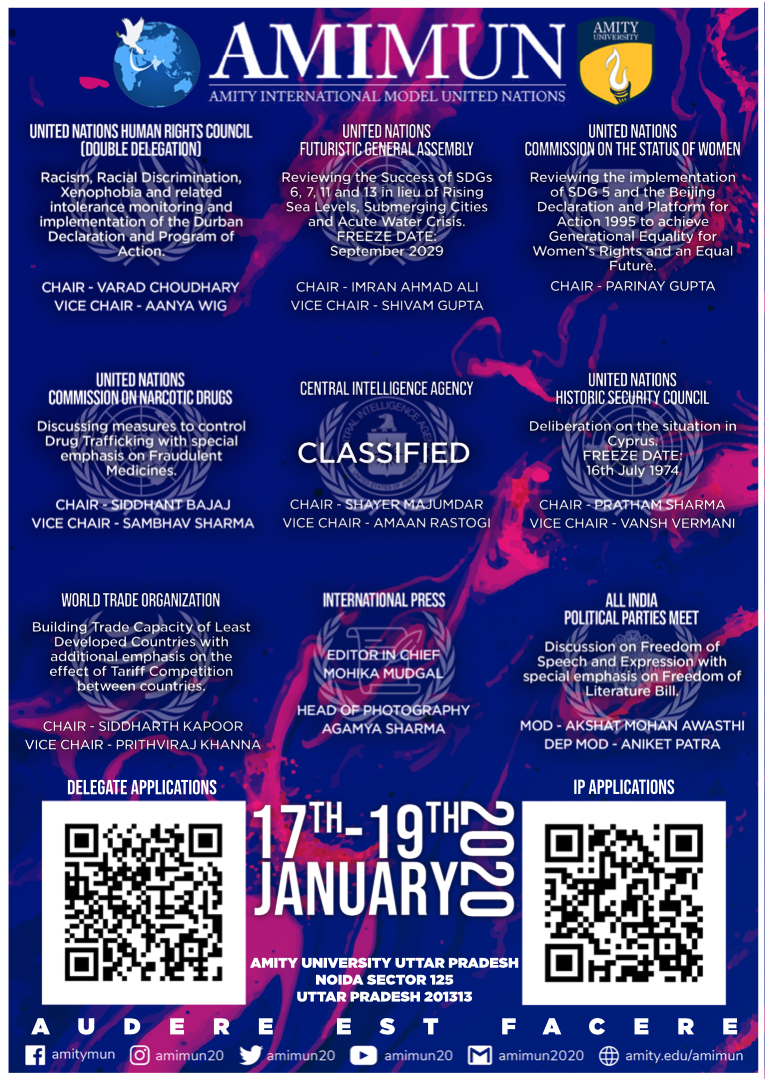 AMIMUN
AMITY INTERNATIONAL MODEL UNITED NATIONS
AMITY
UNIVERSITY
UNITED NATIONS HUMAN RIGHTS COUNCIL
(DOUBLE DELEGATION)
Racism, Racial Discrimination,
Xenophobia and related
intolerance monitoring and
implementation of the Durban
Declaration and Program of
Action.
CHAIR - VARAD CHOUDHARY
VICE CHAIR - AANYA WIG
UNITED NATIONS
FUTURISTIC GENERAL ASSEMBLY
Reviewing the Success of SDGs
6, 7, 11 and 13 in lieu of Rising
Sea Levels, Submerging Cities
and Acute Water Crisis.
FREEZE DATE:
September 2029
CHAIR - IMRAN AHMAD ALI
VICE CHAIR - SHIVAM GUPTA
UNITED NATIONS
COMMISSION ON THE STATUS OF WOMEN
Reviewing the implementation
of SDG 5 and the Beijing
Declaration and Platform for
Action 1995 to achieve
Generational Equality for
Women's Rights and an Equal
Future.
CHAIR - PARINAY GUPTA
UNITED NATIONS
COMMISSION ON NARCOTIC DRUGS
Discussing measures to control
Drug Trafficking with special
emphasis on Fraudulent
Medicines.
CHAIR - SIDDHANT BAJAJ
VICE CHAIR - SAMBHAV SHARMA
CENTRAL INTELLIGENCE AGENCY
CLASSIFIED
CHAIR - SHAYER MAJUMDAR
VICE CHAIR - AMAAN RASTOGI
UNITED NATIONS
HISTORIC SECURITY COUNCIL
Deliberation on the situation in
Cyprus.
FREEZE DATE:
16th July 1974
CHAIR - PRATHAM SHARMA
VICE CHAIR - VANSH VERMANI
WORLD TRADE ORGANIZATION
Building Trade Capacity of Least
Developed Countries with
additional emphasis on the
effect of Tariff Competition
between countries.
CHAIR - SIDDHARTH KAPOOR
VICE CHAIR - PRITHVIRAJ KHANNA
INTERNATIONAL PRESS
EDITOR IN CHIEF
MOHIKA MUDGAL
HEAD OF PHOTOGRAPHY
AGAMYA SHARMA
ALL INDIA
POLITICAL PARTIES MEET
Discussion on Freedom of
Speech and Expression with
special emphasis on Freedom of
Literature Bill.
MOD - AKSHAT MOHAN AWASTHI
DEP MOD - ANIKET PATRA
DELEGATE APPLICATIONS
17TH-19TH
JANUARY
2020
IP APPLICATIONS
AMITY UNIVERSITY UTTAR PRADESH
NOIDA SECTOR 125
UTTAR PRADESH 201313
AUDERE EST FACERE
amitymun amimun20 amimun20 amimun20 amimun2020 amity.edu/amimun